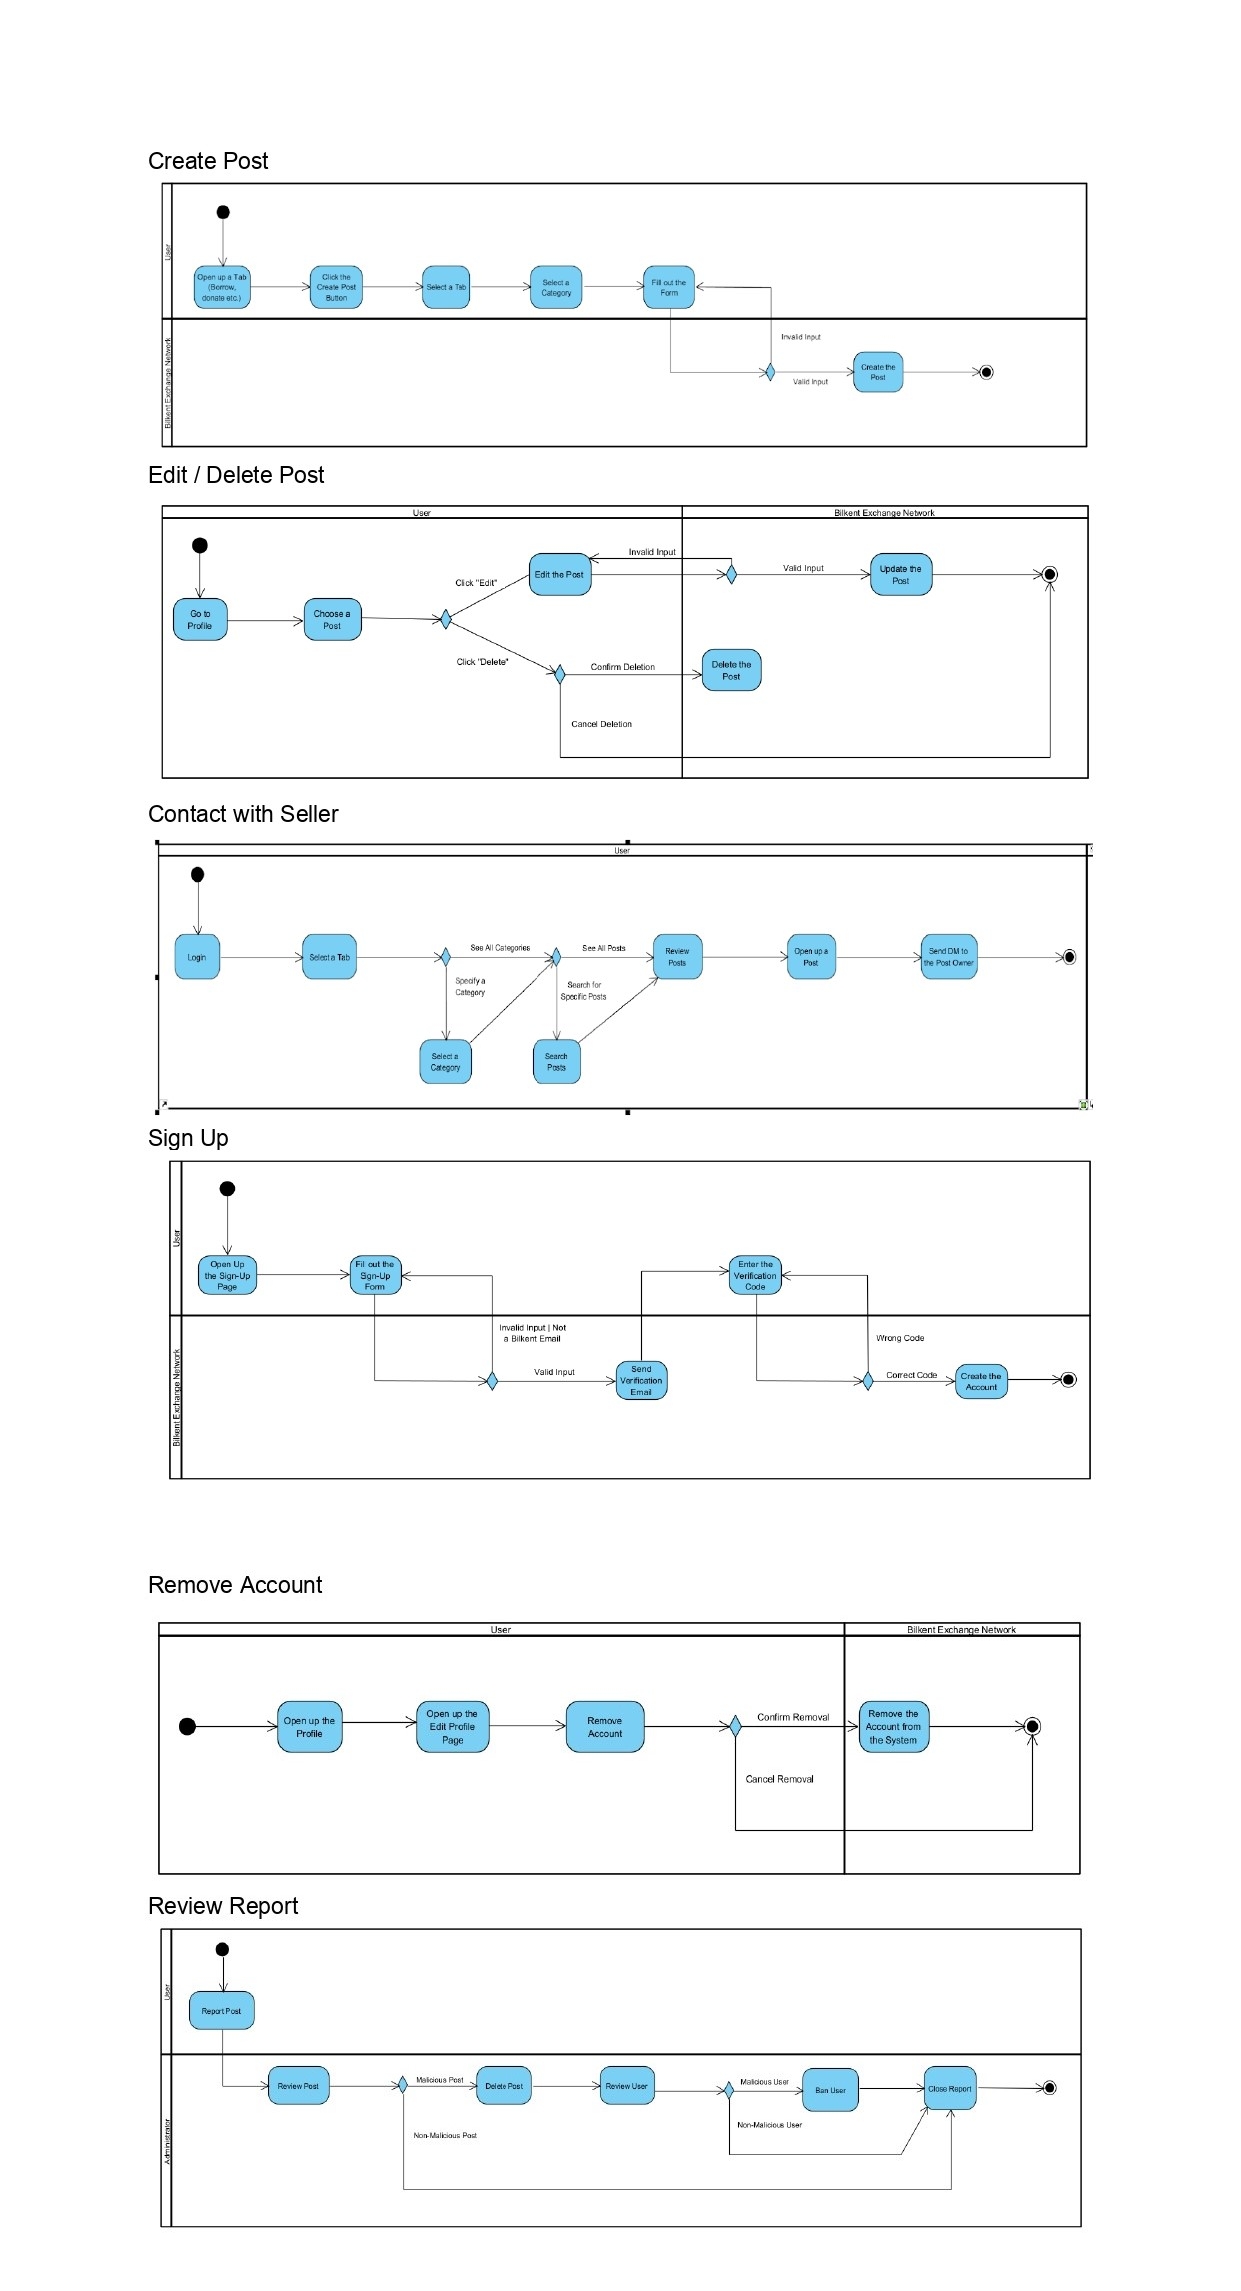 Create Post
User
Open up a Tab
(Borrow,
donate etc.)
Click the
Create Post
Button
Select a Tab
Select a
Category
Fill out the
Form
Invalid Input
Bilkent Exchange Network
Valid Input
Create the
Post
Edit / Delete Post
User
Bilkent Exchange Network
Go to
Profile
Choose a
Post
Click "Edit"
Click "Delete"
Edit the Post
Invalid Input
Valid Input
Update the
Post
Confirm Deletion
Delete the
Post
Cancel Deletion
Contact with Seller
User
Login
Select a Tab
See All Categories
Specify a
Category
Select a
Category
See All Posts
Search for
Specific Posts
Search
Posts
Review
Posts
Open up a
Post
Send DM to
the Post Owner
Sign Up
User
Open Up
the Sign-Up
Page
Fill out the
Sign-Up
Form
Enter the
Verification
Code
Bilkent Exchange Network
Invalid Input | Not
a Bilkent Email
Valid Input
Send
Verification
Email
Wrong Code
Correct Code
Create the
Account
Remove Account
User
Bilkent Exchange Network
Open up the
Profile
Open up the
Edit Profile
Page
Remove
Account
Confirm Removal
Cancel Removal
Remove the
Account from
the System
Review Report
User
Report Post
Administrator
Review Post
Malicious Post
Non-Malicious Post
Delete Post
Review User
Malicious User
Non-Malicious User
Ban User
Close Report